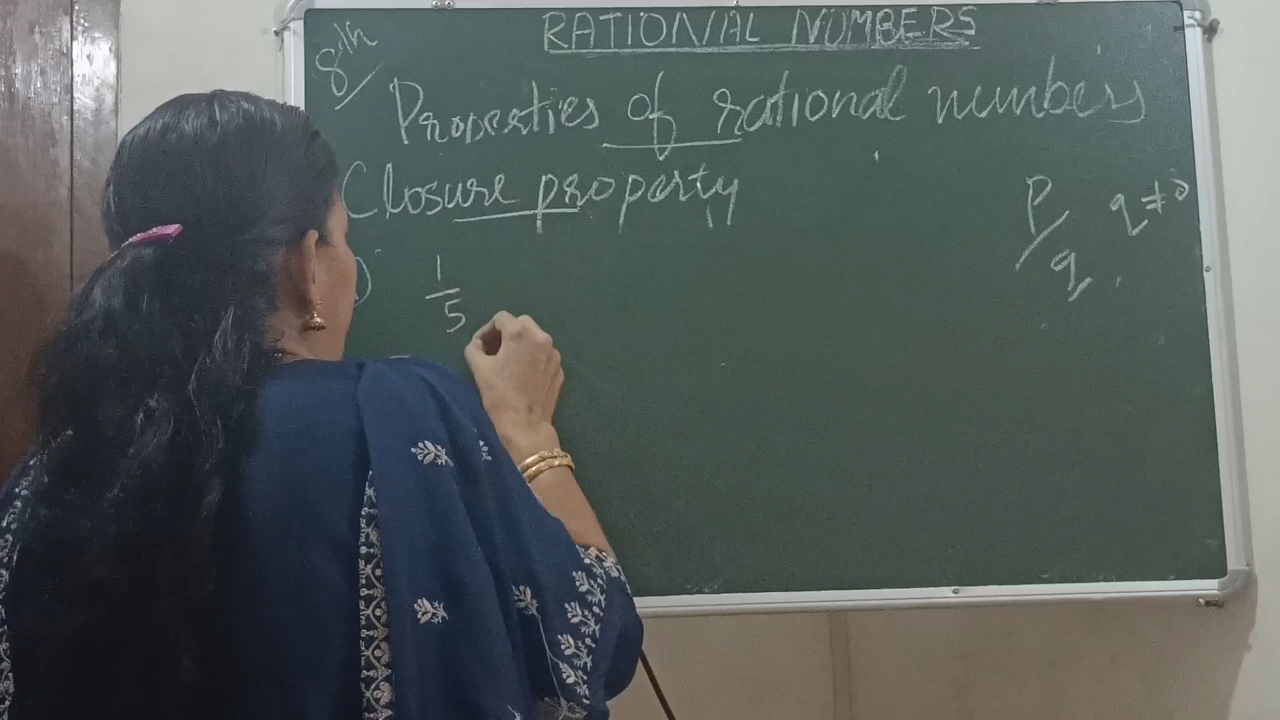 8th
RATIONAL NUMBERS
Properties of rational numbers
Closure property
P/q, q≠0
1/5